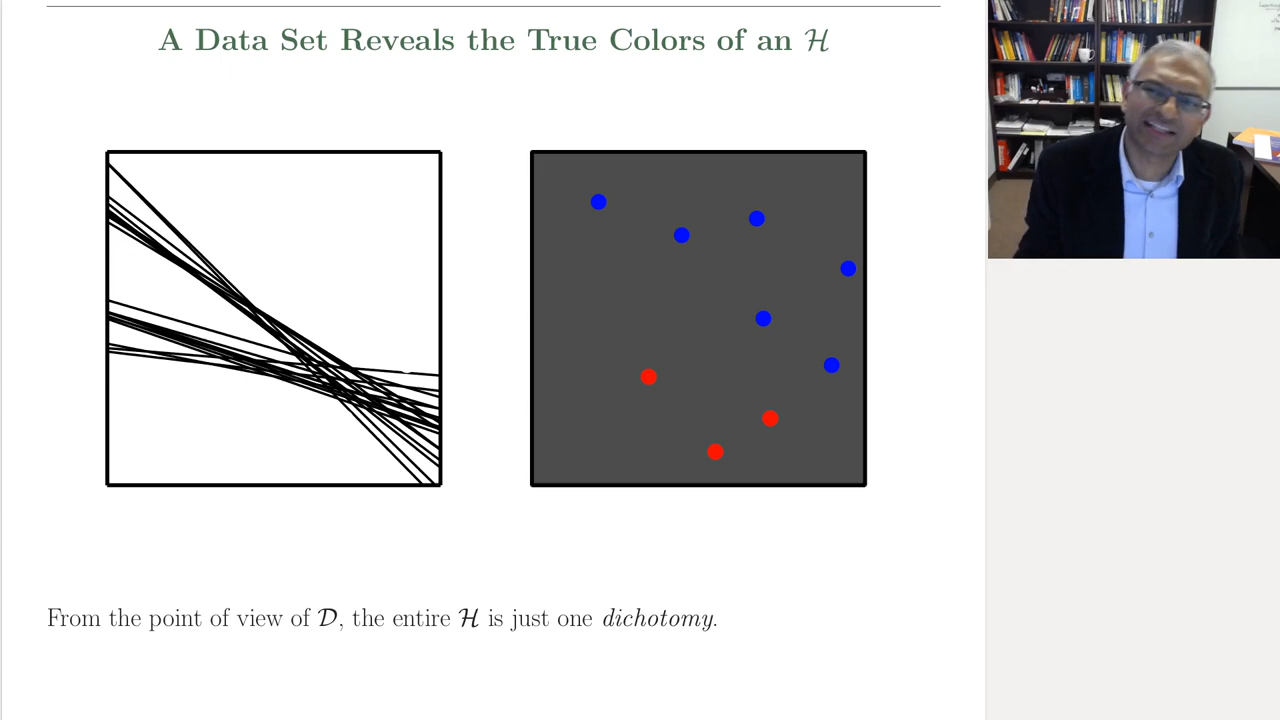 A Data Set Reveals the True Colors of an ℋ
From the point of view of 𝒟, the entire ℋ is just one dichotomy.